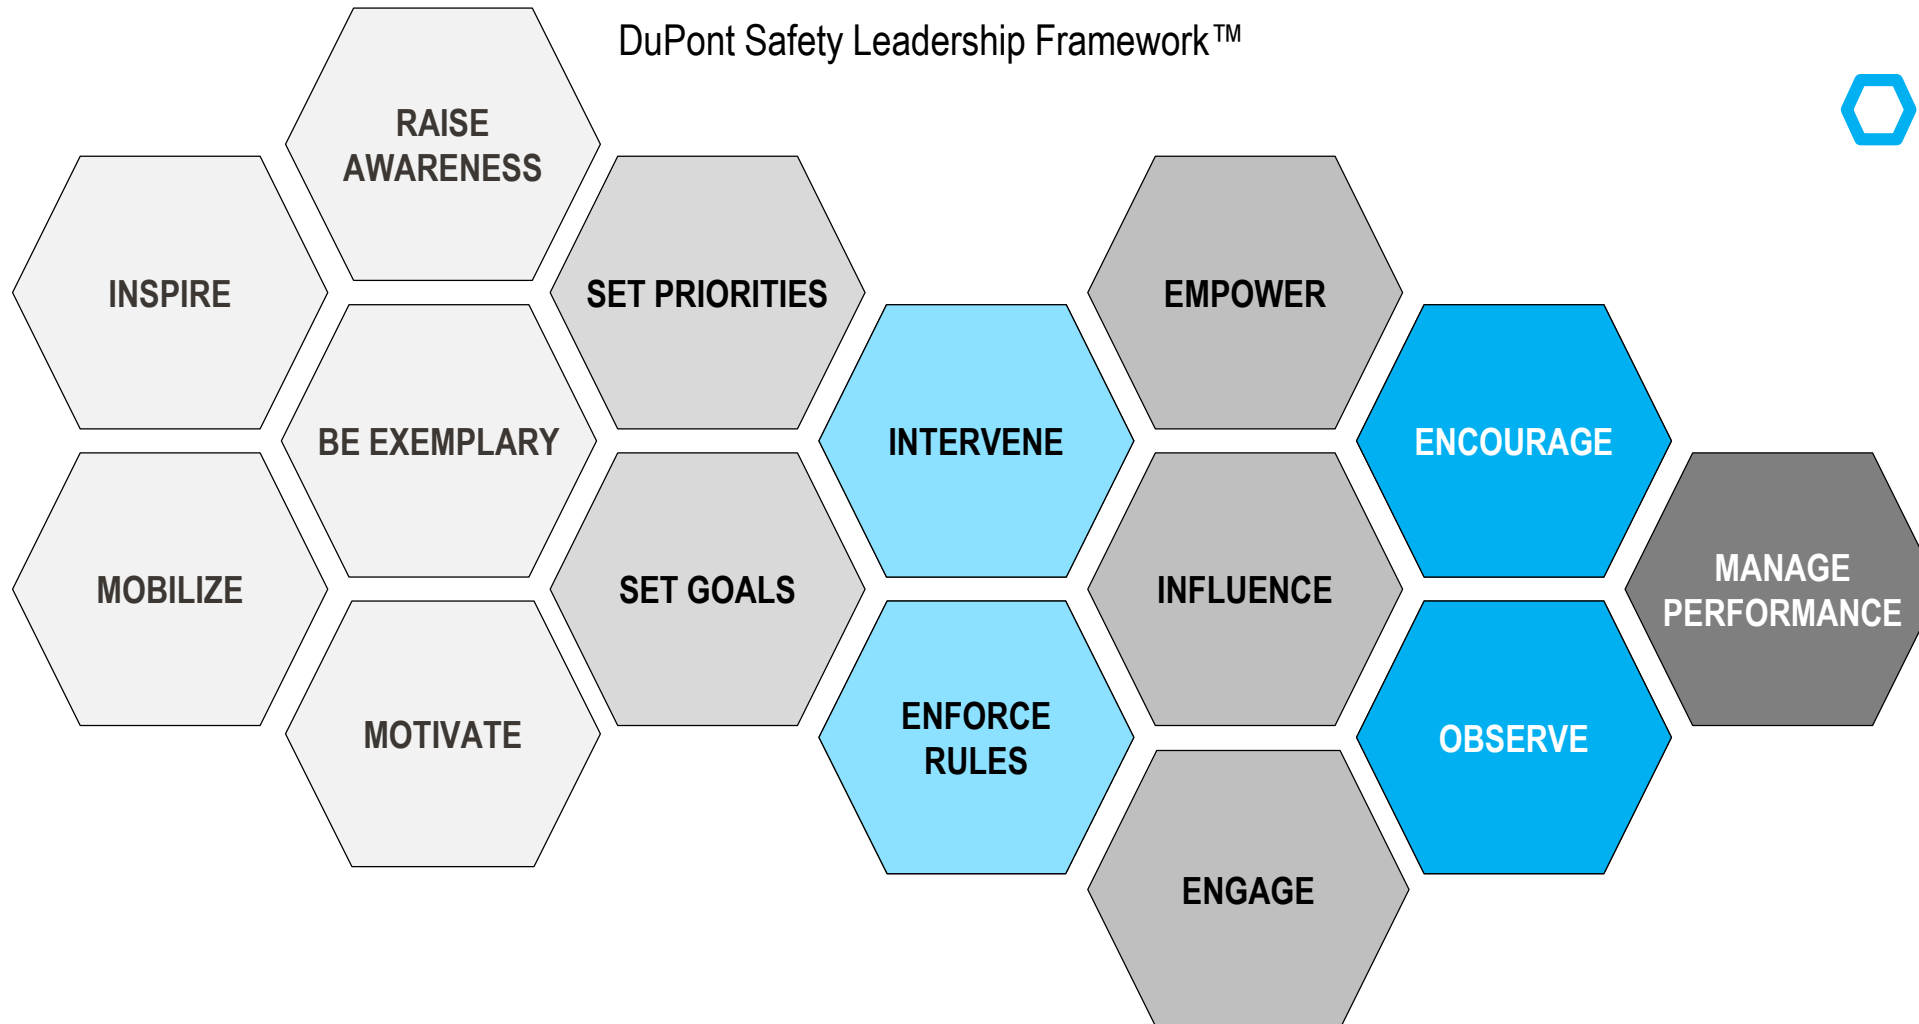 DuPont Safety Leadership Framework™
RAISE
AWARENESS
INSPIRE
SET PRIORITIES
EMPOWER
BE EXEMPLARY
INTERVENE
ENCOURAGE
MOBILIZE
SET GOALS
INFLUENCE
MANAGE
PERFORMANCE
MOTIVATE
ENFORCE
RULES
OBSERVE
ENGAGE